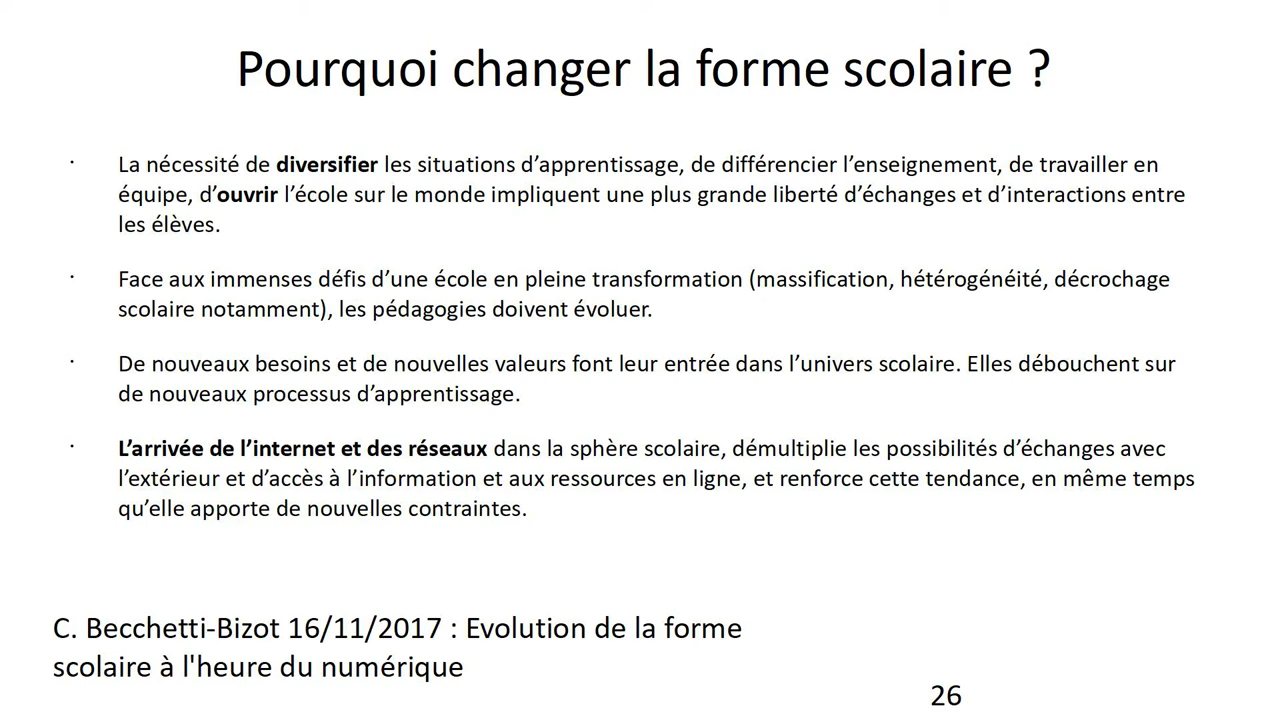 Pourquoi changer la forme scolaire ?
· La nécessité de diversifier les situations d’apprentissage, de différencier l’enseignement, de travailler en
équipe, d’ouvrir l’école sur le monde impliquent une plus grande liberté d’échanges et d’interactions entre
les élèves.
· Face aux immenses défis d’une école en pleine transformation (massification, hétérogénéité, décrochage
scolaire notamment), les pédagogies doivent évoluer.
· De nouveaux besoins et de nouvelles valeurs font leur entrée dans l’univers scolaire. Elles débouchent sur
de nouveaux processus d’apprentissage.
· L’arrivée de l’internet et des réseaux dans la sphère scolaire, démultiplie les possibilités d’échanges avec
l’extérieur et d’accès à l’information et aux ressources en ligne, et renforce cette tendance, en même temps
qu’elle apporte de nouvelles contraintes.
C. Becchetti-Bizot 16/11/2017 : Evolution de la forme
scolaire à l'heure du numérique
26